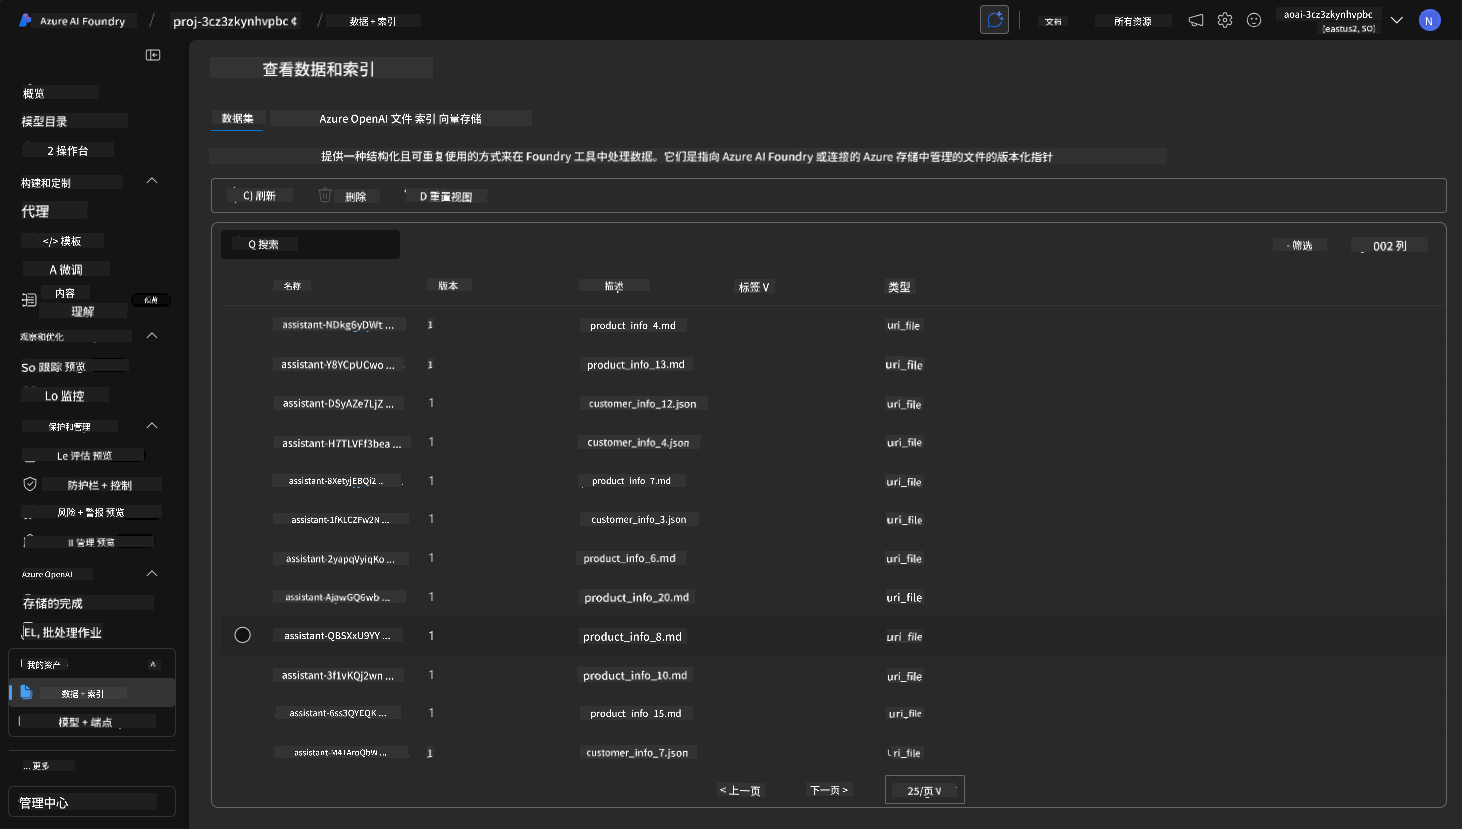 Azure AI Foundry / proj-3cz3zkynhvpbc ¢ / 数据 + 索引
文档
所有资源
aoai-3cz3zkynhvpbc
(eastus2, SO)
N
概览
模型目录
2 操作台
构建和定制
代理
</> 模板
A 微调
内容
理解
观察和优化
So 跟踪 预览
Lo 监控
保护和管理
Le 评估 预览
防护栏 + 控制
风险 + 警报 预览
II 管理 预览
Azure OpenAI
存储的完成
EL, 批处理作业
我的资产
数据 + 索引
模型 + 端点
... 更多
管理中心
查看数据和索引
数据集
Azure OpenAI 文件 索引 向量存储
提供一种结构化且可重复使用的方式来在 Foundry 工具中处理数据。它们是指向 Azure AI Foundry 或连接的 Azure 存储中管理的文件的版本化指针
C) 刷新
删除
D 重置视图
Q 搜索
- 筛选
002 列
名称 版本 描述 标签 V 类型
assistant-NDkg6yDWt ... 1 product_info_4.md uri_file
assistant-Y8YCpUCwo ... 1 product_info_13.md uri_file
assistant-DSyAZe7LjZ ... 1 customer_info_12.json uri_file
assistant-H7TLVFf3bea ... 1 customer_info_4.json uri_file
assistant-8XetyjEBQi2 .. 1 product_info_7.md uri_file
assistant-1fKLCZFw2N ... 1 customer_info_3.json uri_file
assistant-2yapqVyiqKo ... 1 product_info_6.md uri_file
assistant-AjawGQ6wb ... 1 product_info_20.md uri_file
assistant-QBSXxU9YY ... 1 product_info_8.md uri_file
assistant-3f1vKQj2wn ... 1 product_info_10.md uri_file
assistant-6ss3QYEQK ... 1 product_info_15.md uri_file
assistant-M41AroQbW ... 1 customer_info_7.json uri_file
< 上一页
下一页 >
25/页 V